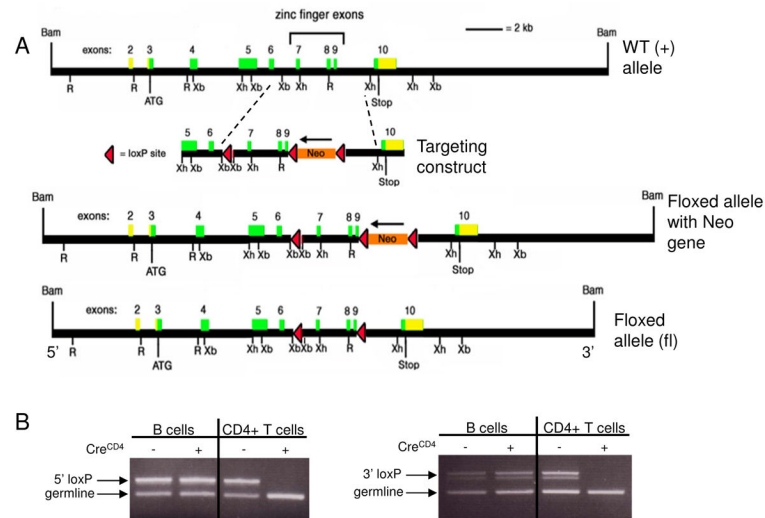 A
zinc finger exons
= 2 kb
Bam
exons: 2 3 4 5 6 7 8 9 10
Bam
WT (+)
allele
R R R Xb Xh Xb Xb Xh R Xh Xh Xb
ATG
Stop
5 6 7 8 9 10
= loxP site
Neo
Targeting
construct
Xh Xb XbXb Xh R Xh
Stop
Bam
exons: 2 3 4 5 6 7 8 9 10
Bam
Floxed allele
with Neo
gene
Neo
R R R Xb Xh Xb XbXb Xh R Xh Xh Xb
ATG
Stop
Bam
exons: 2 3 4 5 6 7 8 9 10
Bam
Floxed
allele (fl)
5' R R R Xb Xh Xb XbXb Xh R Xh Xh Xb 3'
ATG
Stop
B
B cells CD4+ T cells
CreCD4 - + - +
5' loxP
germline
B cells CD4+ T cells
CreCD4 - + - +
3' loxP
germline